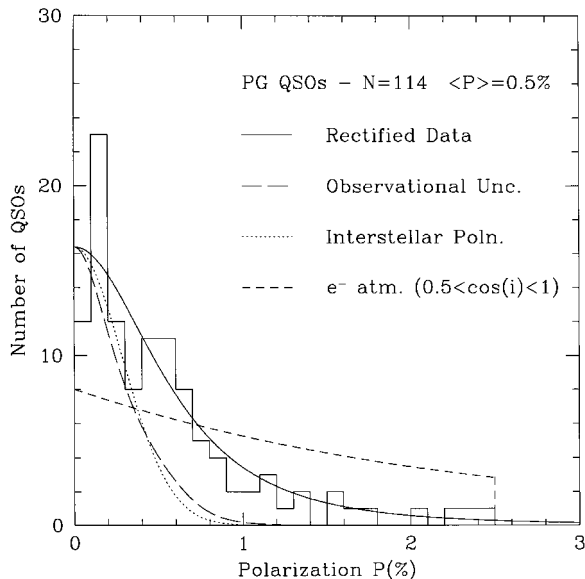 30
20
10
0
Number of QSOs
PG QSOs – N=114 <P>=0.5%
Rectified Data
Observational Unc.
Interstellar Poln.
e⁻ atm. (0.5<cos(i)<1)
0 1 2 3
Polarization P(%)